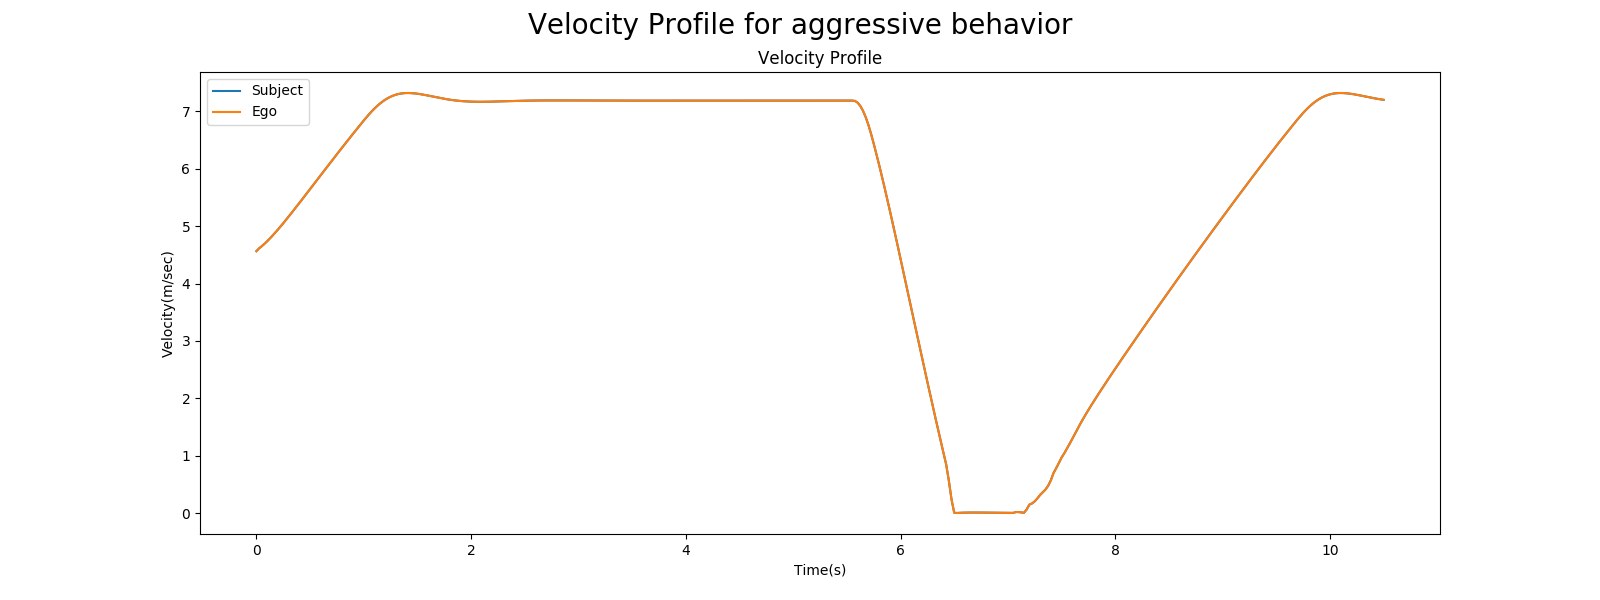 Velocity Profile for aggressive behavior
Velocity Profile
Subject
Ego
7
6
5
4
3
2
1
0
Velocity(m/sec)
0 2 4 6 8 10
Time(s)